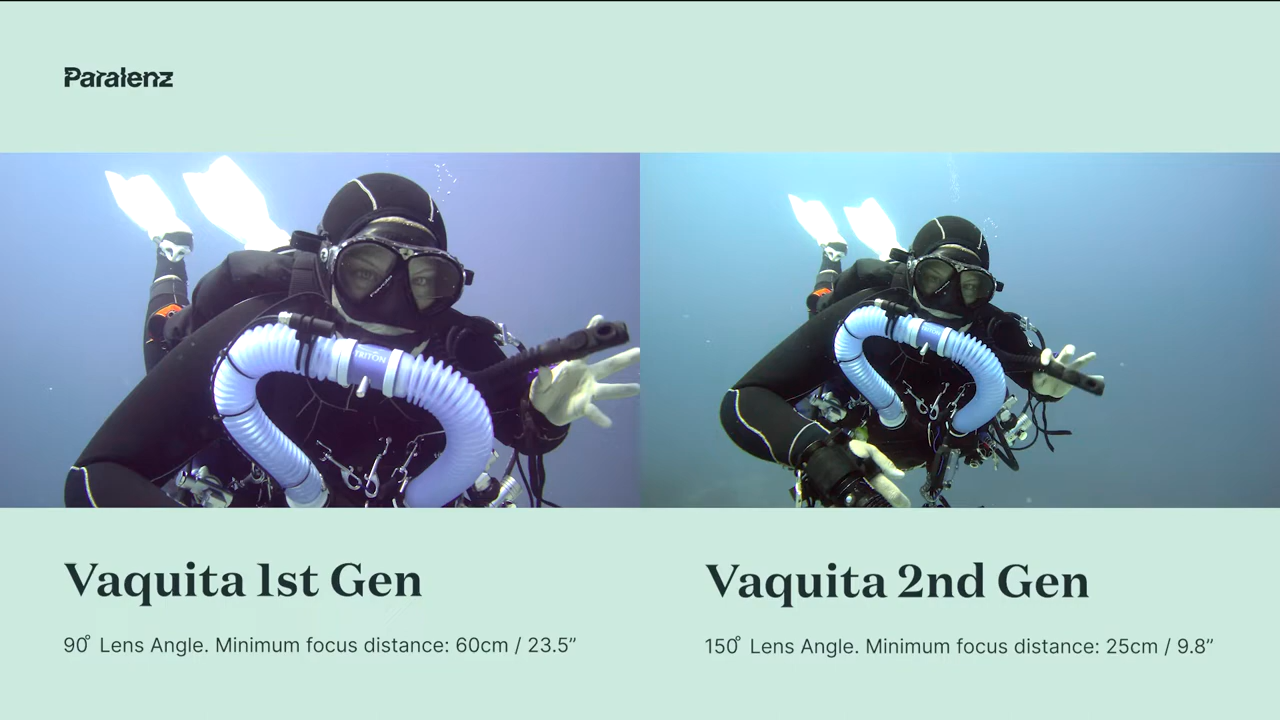 Paralenz
TRITON
Vaquita 1st Gen
Vaquita 2nd Gen
90° Lens Angle. Minimum focus distance: 60cm / 23.5”
150° Lens Angle. Minimum focus distance: 25cm / 9.8”